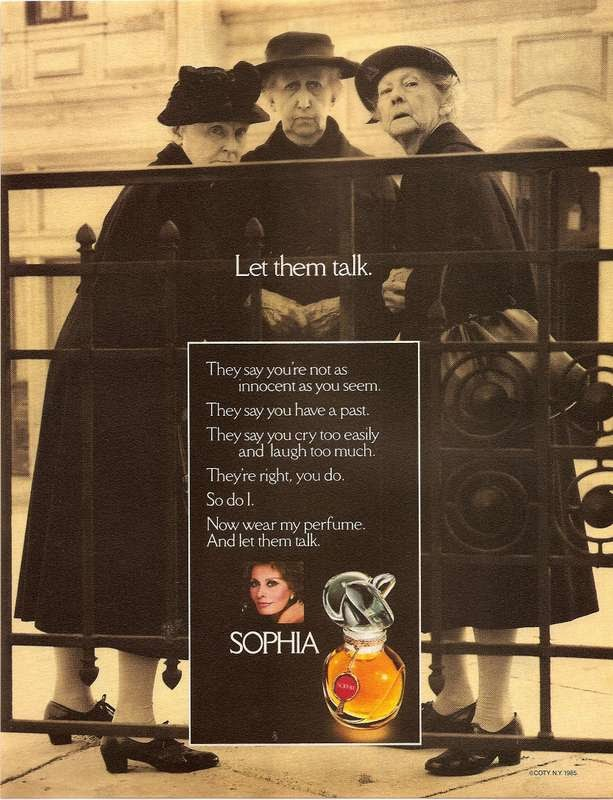 Let them talk.
They say you're not as
innocent as you seem.
They say you have a past.
They say you cry too easily
and laugh too much.
They're right, you do.
So do I.
Now wear my perfume.
And let them talk.
SOPHIA
SOPHIA
©COTY N.Y. 1985